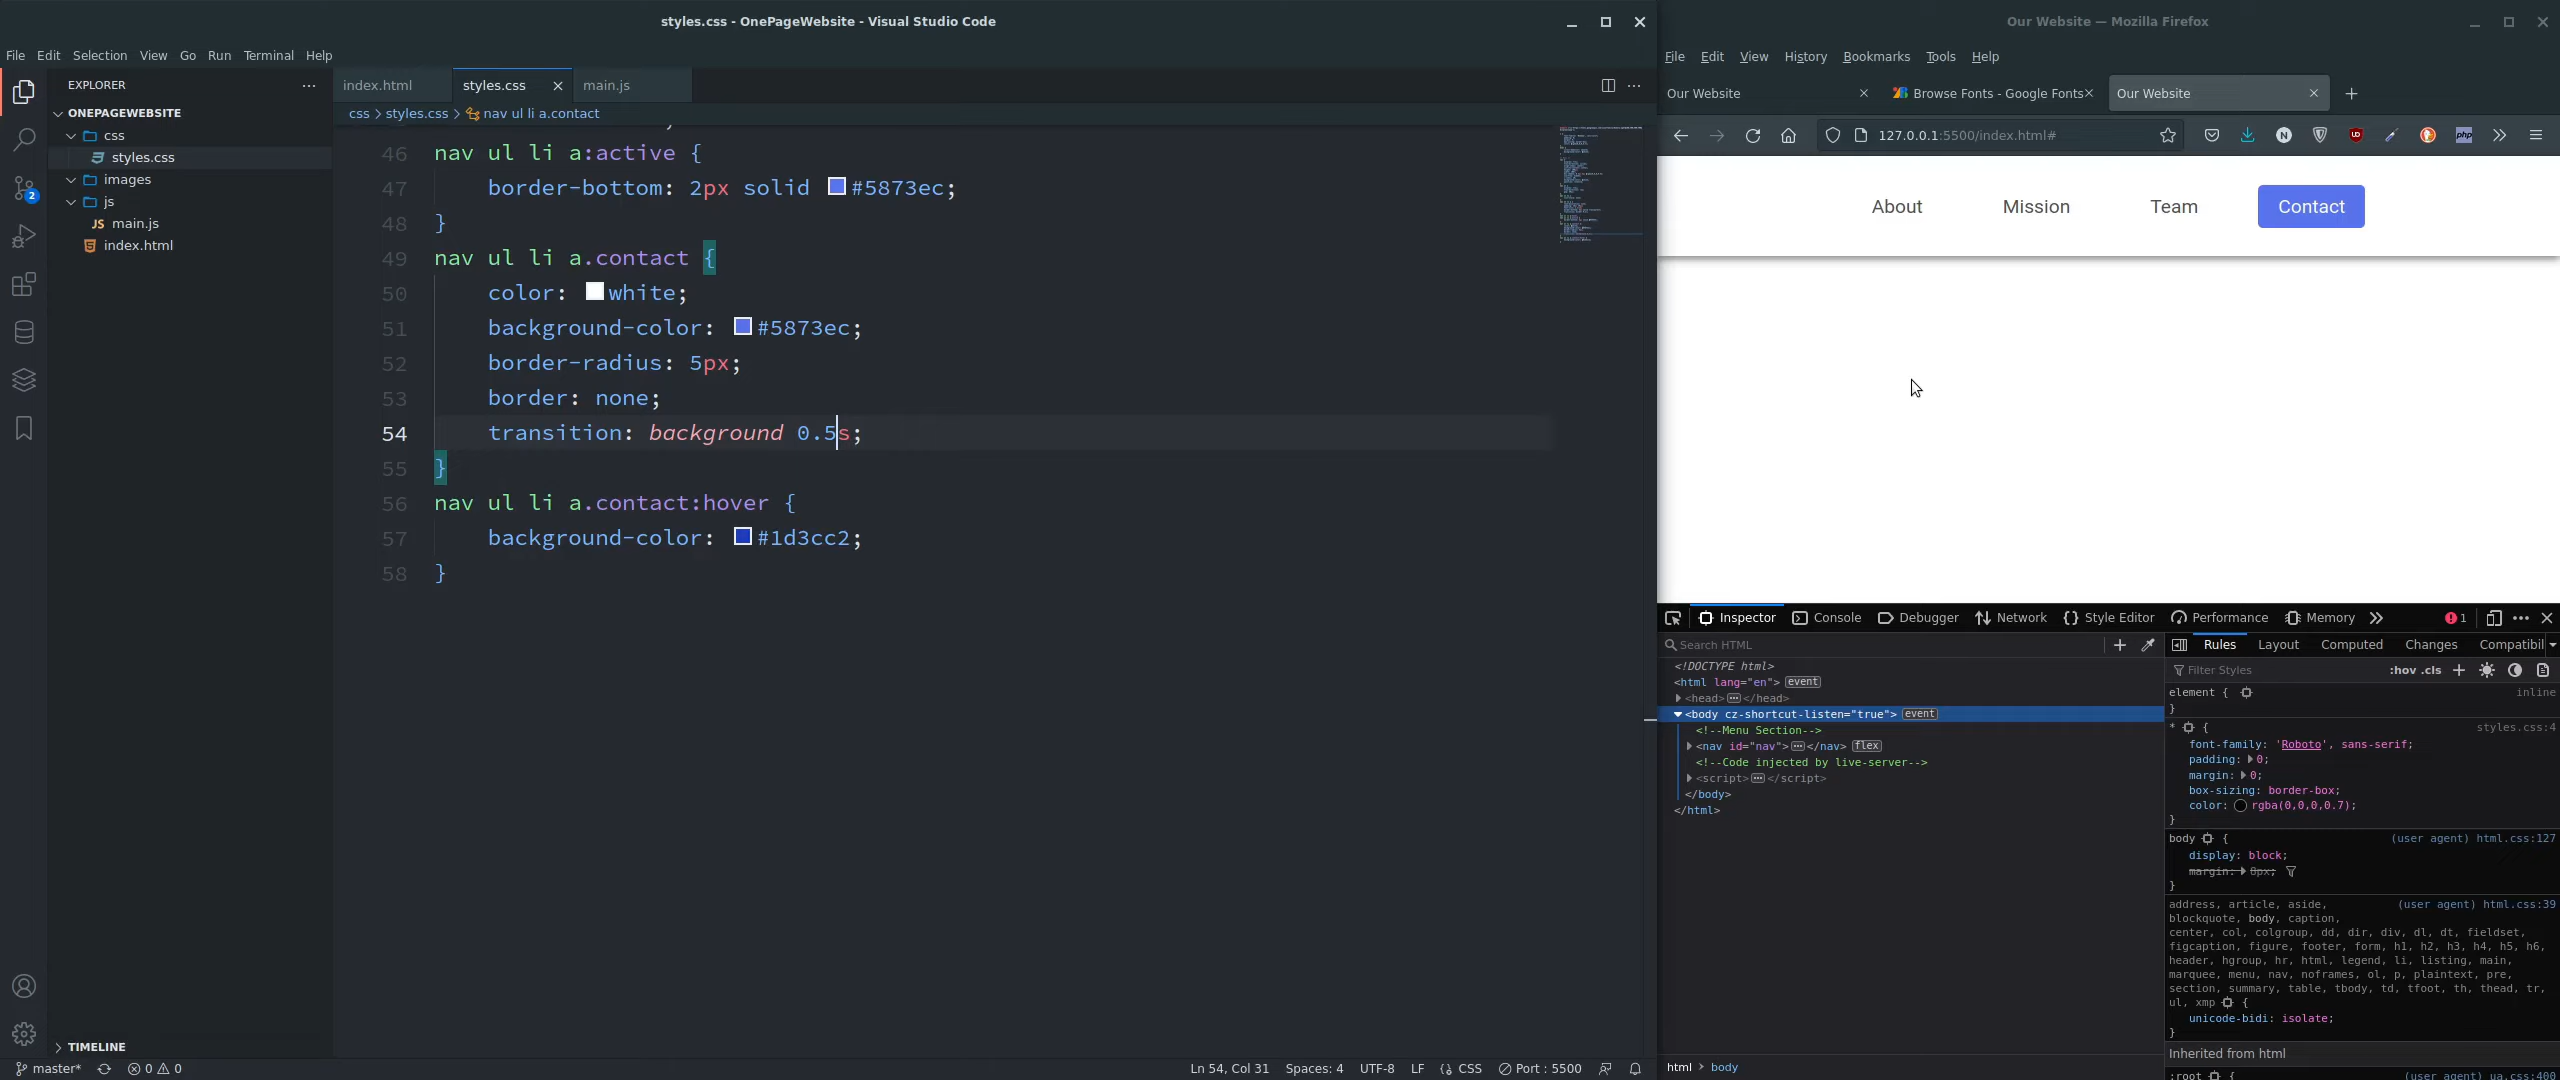 styles.css - OnePageWebsite - Visual Studio Code
File Edit Selection View Go Run Terminal Help
EXPLORER
ONEPAGEWEBSITE
css
styles.css
images
js
JS main.js
index.html
2
TIMELINE
index.html styles.css main.js
css > styles.css > nav ul li a.contact
46 nav ul li a:active {
47 border-bottom: 2px solid #5873ec;
48 }
49 nav ul li a.contact {
50 color: white;
51 background-color: #5873ec;
52 border-radius: 5px;
53 border: none;
54 transition: background 0.5s;
55 }
56 nav ul li a.contact:hover {
57 background-color: #1d3cc2;
58 }
master* 0 0 Ln 54, Col 31 Spaces: 4 UTF-8 LF CSS Port : 5500
Our Website — Mozilla Firefox
File Edit View History Bookmarks Tools Help
Our Website Browse Fonts - Google Fonts Our Website
127.0.0.1:5500/index.html# N php
About Mission Team Contact
Inspector Console Debugger Network Style Editor Performance Memory 1
Search HTML
<!DOCTYPE html>
<html lang="en"> event
<head> </head>
<body cz-shortcut-listen="true"> event
<!--Menu Section-->
<nav id="nav"> </nav> flex
<!--Code injected by live-server-->
<script> </script>
</body>
</html>
html > body
Rules Layout Computed Changes Compatibil
Filter Styles :hov .cls
element { inline
}
* { styles.css:4
font-family: 'Roboto', sans-serif;
padding: 0;
margin: 0;
box-sizing: border-box;
color: rgba(0,0,0,0.7);
}
body { (user agent) html.css:127
display: block;
margin: 8px;
}
address, article, aside, (user agent) html.css:39
blockquote, body, caption,
center, col, colgroup, dd, dir, div, dl, dt, fieldset,
figcaption, figure, footer, form, h1, h2, h3, h4, h5, h6,
header, hgroup, hr, html, legend, li, listing, main,
marquee, menu, nav, noframes, ol, p, plaintext, pre,
section, summary, table, tbody, td, tfoot, th, thead, tr,
ul, xmp {
unicode-bidi: isolate;
}
Inherited from html
:root { (user agent) ua.css:400